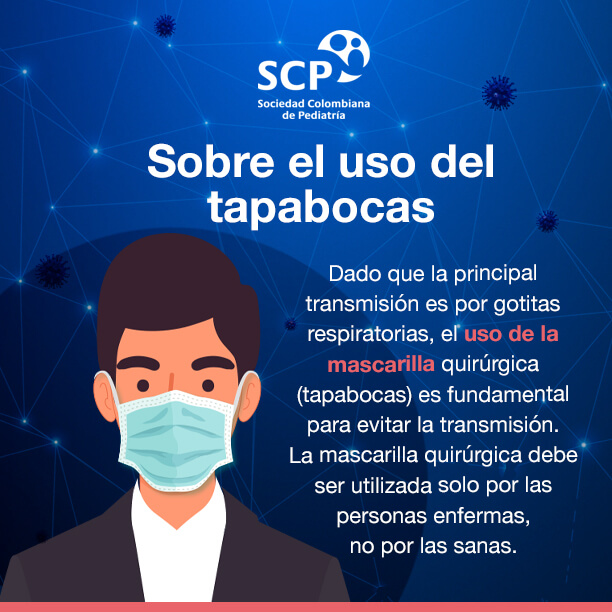 SCP
Sociedad Colombiana
de Pediatría
Sobre el uso del
tapabocas
Dado que la principal
transmisión es por gotitas
respiratorias, el uso de la
mascarilla quirúrgica
(tapabocas) es fundamental
para evitar la transmisión.
La mascarilla quirúrgica debe
ser utilizada solo por las
personas enfermas,
no por las sanas.